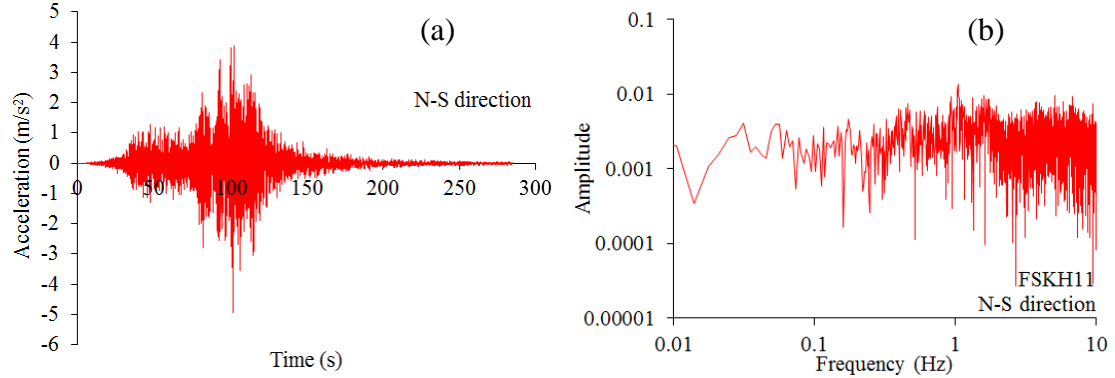 (a)
N-S direction
Acceleration (m/s²)
5
4
3
2
1
0
-1
-2
-3
-4
-5
-6
0 50 100 150 200 250 300
Time (s)
(b)
Amplitude
0.1
0.01
0.001
0.0001
0.00001
FSKH11
N-S direction
0.01 0.1 1 10
Frequency (Hz)